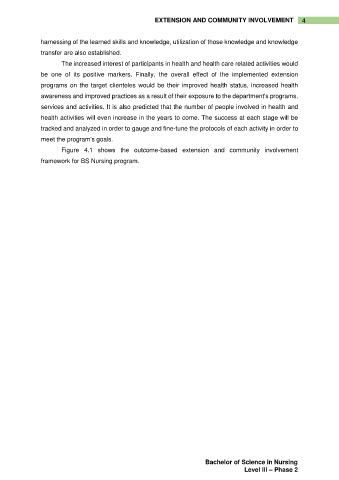 EXTENSION AND COMMUNITY INVOLVEMENT 4
harnessing of the learned skills and knowledge, utilization of those knowledge and knowledge
transfer are also established.
The increased interest of participants in health and health care related activities would
be one of its positive markers. Finally, the overall effect of the implemented extension
programs on the target clienteles would be their improved health status, increased health
awareness and improved practices as a result of their exposure to the department's programs,
services and activities. It is also predicted that the number of people involved in health and
health activities will even increase in the years to come. The success at each stage will be
tracked and analyzed in order to gauge and fine-tune the protocols of each activity in order to
meet the program's goals.
Figure 4.1 shows the outcome-based extension and community involvement
framework for BS Nursing program.
Bachelor of Science in Nursing
Level III – Phase 2